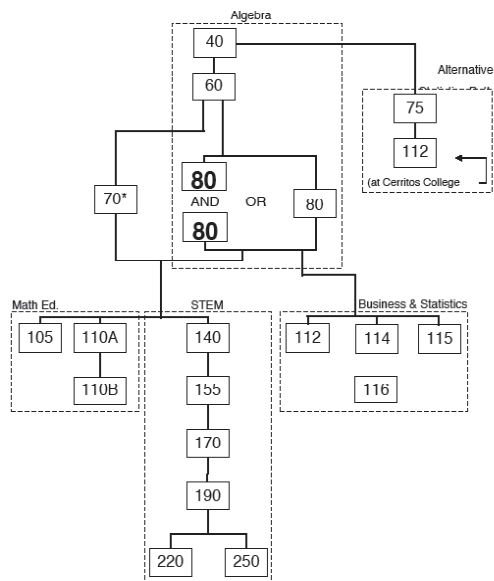 Algebra
40
Alternative
60
75
112
80
(at Cerritos College
70*
AND OR
80
80
Math Ed.
STEM
Business & Statistics
105
110A
140
112
114
115
110B
155
116
170
190
220
250